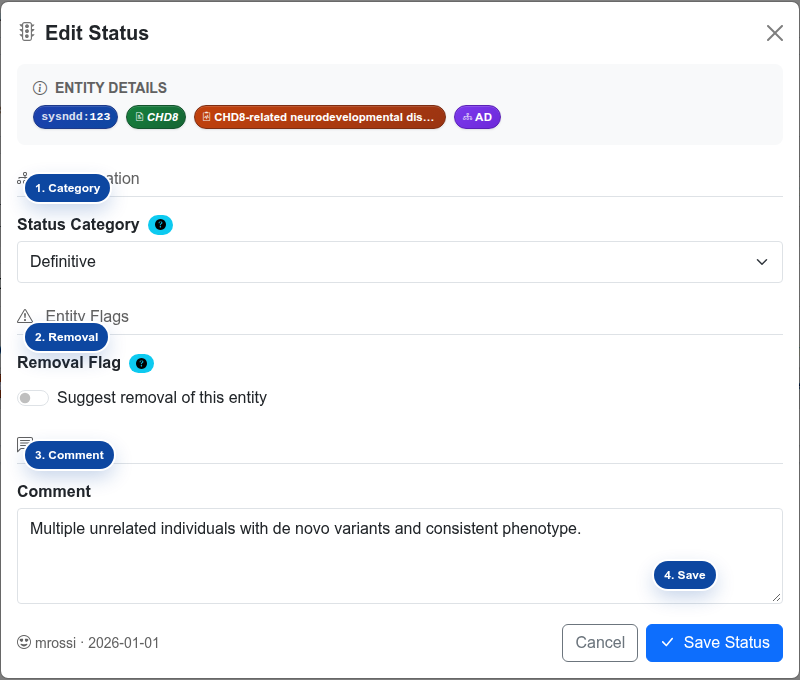 Edit Status
ENTITY DETAILS
sysndd:123 CHD8 CHD8-related neurodevelopmental dis... AD
ation
1. Category
Status Category ?
Definitive
Entity Flags
2. Removal
Removal Flag ?
Suggest removal of this entity
3. Comment
Comment
Multiple unrelated individuals with de novo variants and consistent phenotype.
4. Save
mrossi · 2026-01-01 Cancel Save Status